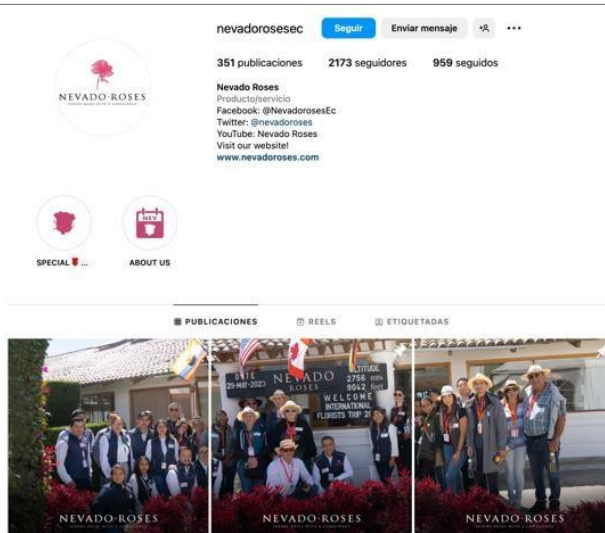 nevadorosesec Seguir Enviar mensaje
351 publicaciones 2173 seguidores 959 seguidos
Nevado Roses
Producto/servicio
Facebook: @NevadorosesEc
Twitter: @nevadoroses
YouTube: Nevado Roses
Visit our website!
www.nevadoroses.com
NEVADO·ROSES
NEV
SPECIAL 🌹...
ABOUT US
PUBLICACIONES REELS ETIQUETADAS
DATE
29-MAY-2023
NEVADO
ROSES
ALTITUDE
2756 mts
9042 feet
WELCOME
INTERNATIONAL
FLORISTS TRIP
NEVADO·ROSES
NEVADO·ROSES
NEVADO·ROSES